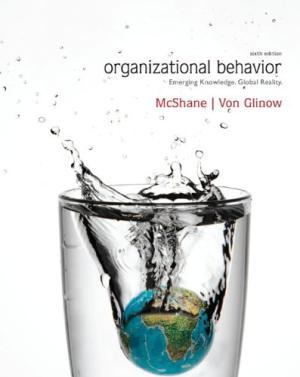 sixth edition
organizational behavior
Emerging Knowledge. Global Reality.
McShane | Von Glinow